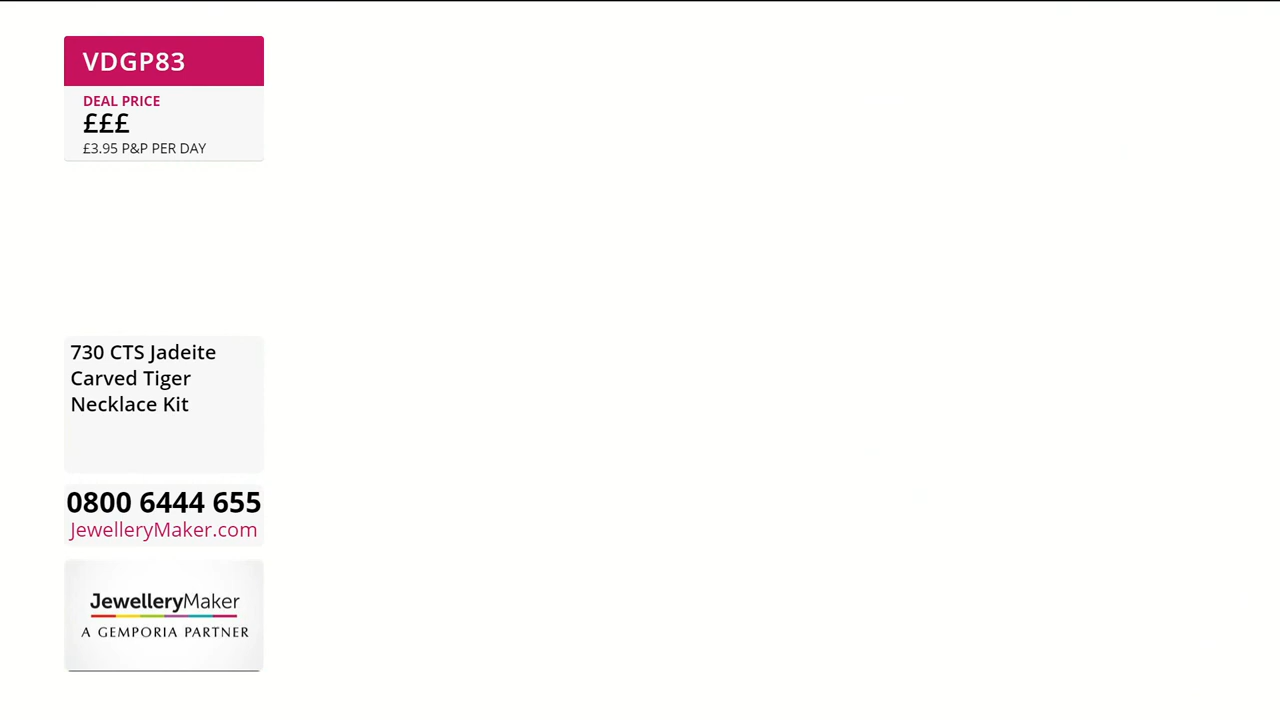 VDGP83
DEAL PRICE
£££
£3.95 P&P PER DAY
730 CTS Jadeite
Carved Tiger
Necklace Kit
0800 6444 655
JewelleryMaker.com
JewelleryMaker
A GEMPORIA PARTNER